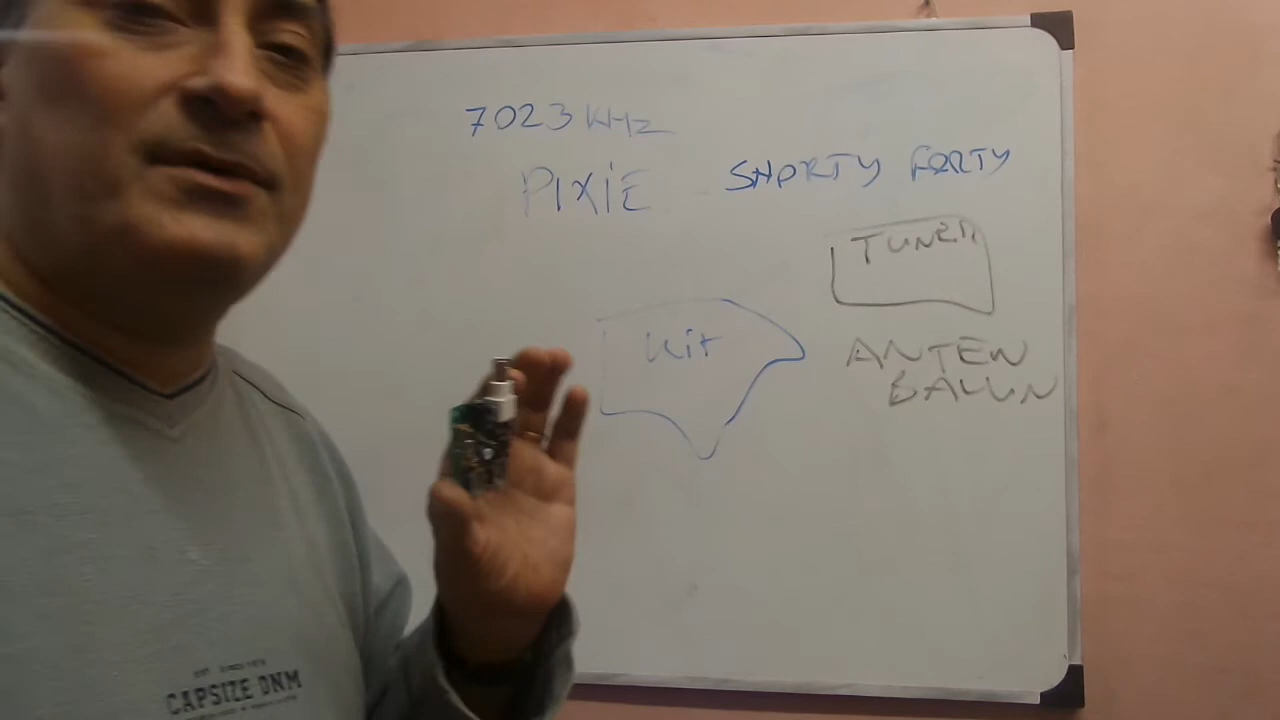 7023 KHz
PIXIE
SHORTY FORTY
TUNER
Kit
ANTEN
BALUN
CAPSIZE DNM